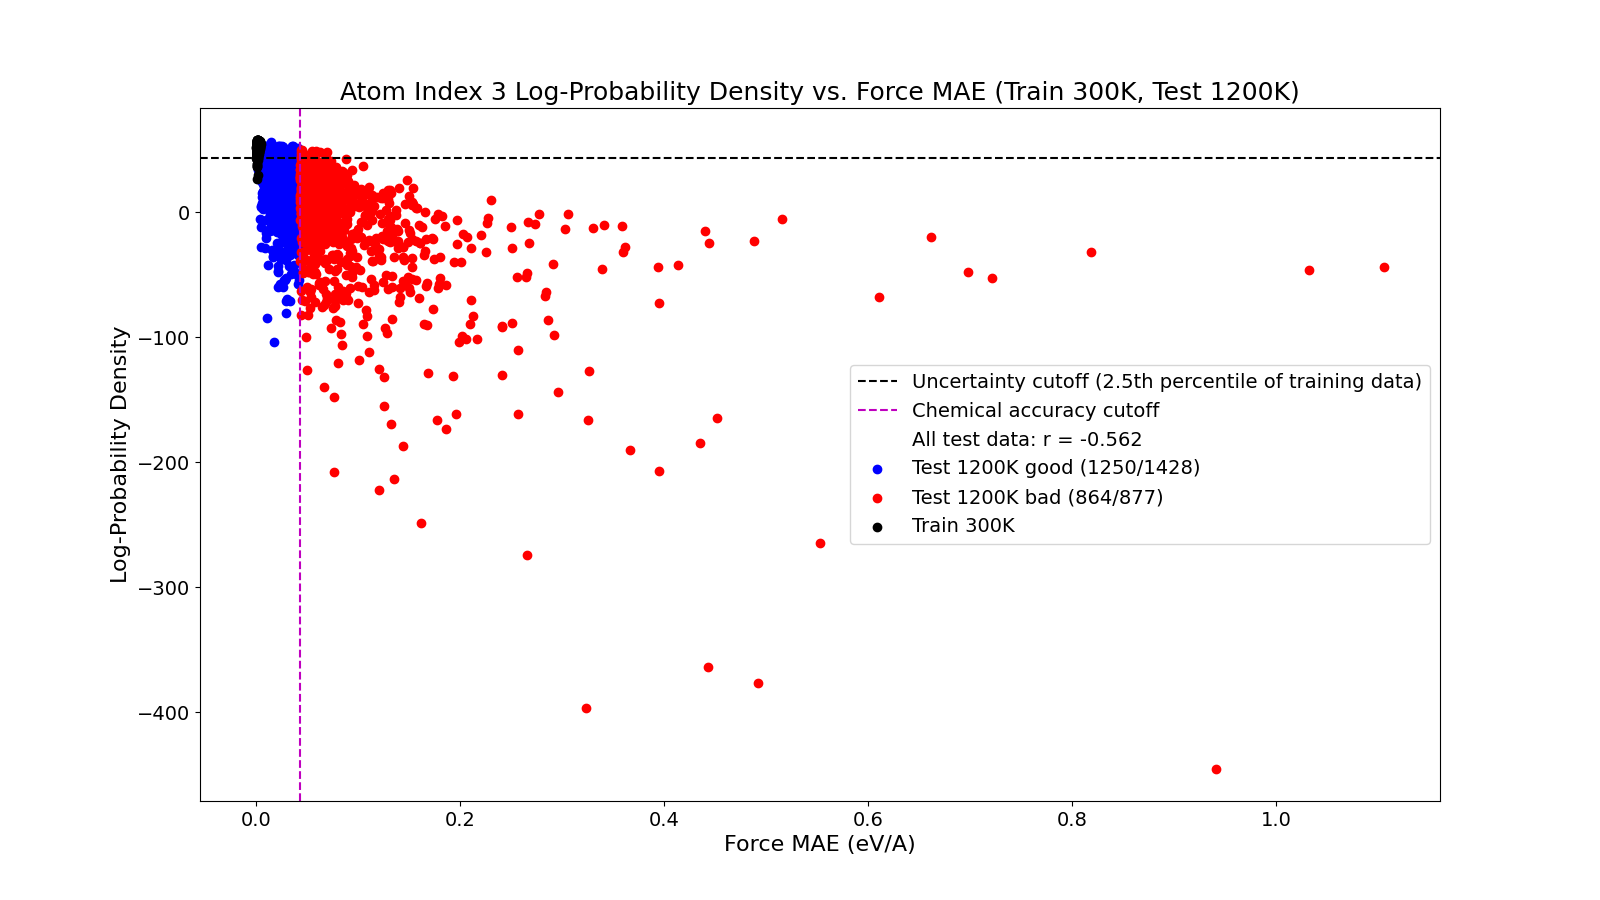 Atom Index 3 Log-Probability Density vs. Force MAE (Train 300K, Test 1200K)
Log-Probability Density
0
−100
−200
−300
−400
Uncertainty cutoff (2.5th percentile of training data)
Chemical accuracy cutoff
All test data: r = -0.562
Test 1200K good (1250/1428)
Test 1200K bad (864/877)
Train 300K
0.0 0.2 0.4 0.6 0.8 1.0
Force MAE (eV/A)